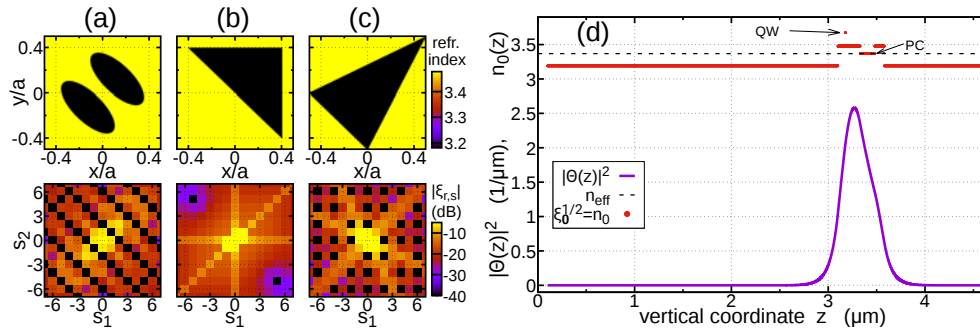 (a) (b) (c)
0.4
0
-0.4
y/a
-0.4 0 0.4
x/a
-0.4 0 0.4
x/a
-0.4 0 0.4
x/a
refr.
index
3.4
3.3
3.2
6
3
0
-3
-6
s2
-6 -3 0 3 6
s1
-6 -3 0 3 6
s1
-6 -3 0 3 6
s1
|ξr,s|
(dB)
-10
-20
-30
-40
(d)
QW
PC
n0(z)
3.5
3
2.5
2
1.5
1
0.5
0
|Θ(z)|² (1/μm),
|Θ(z)|²
neff
ξ0^1/2=n0
0 1 2 3 4
vertical coordinate z (μm)